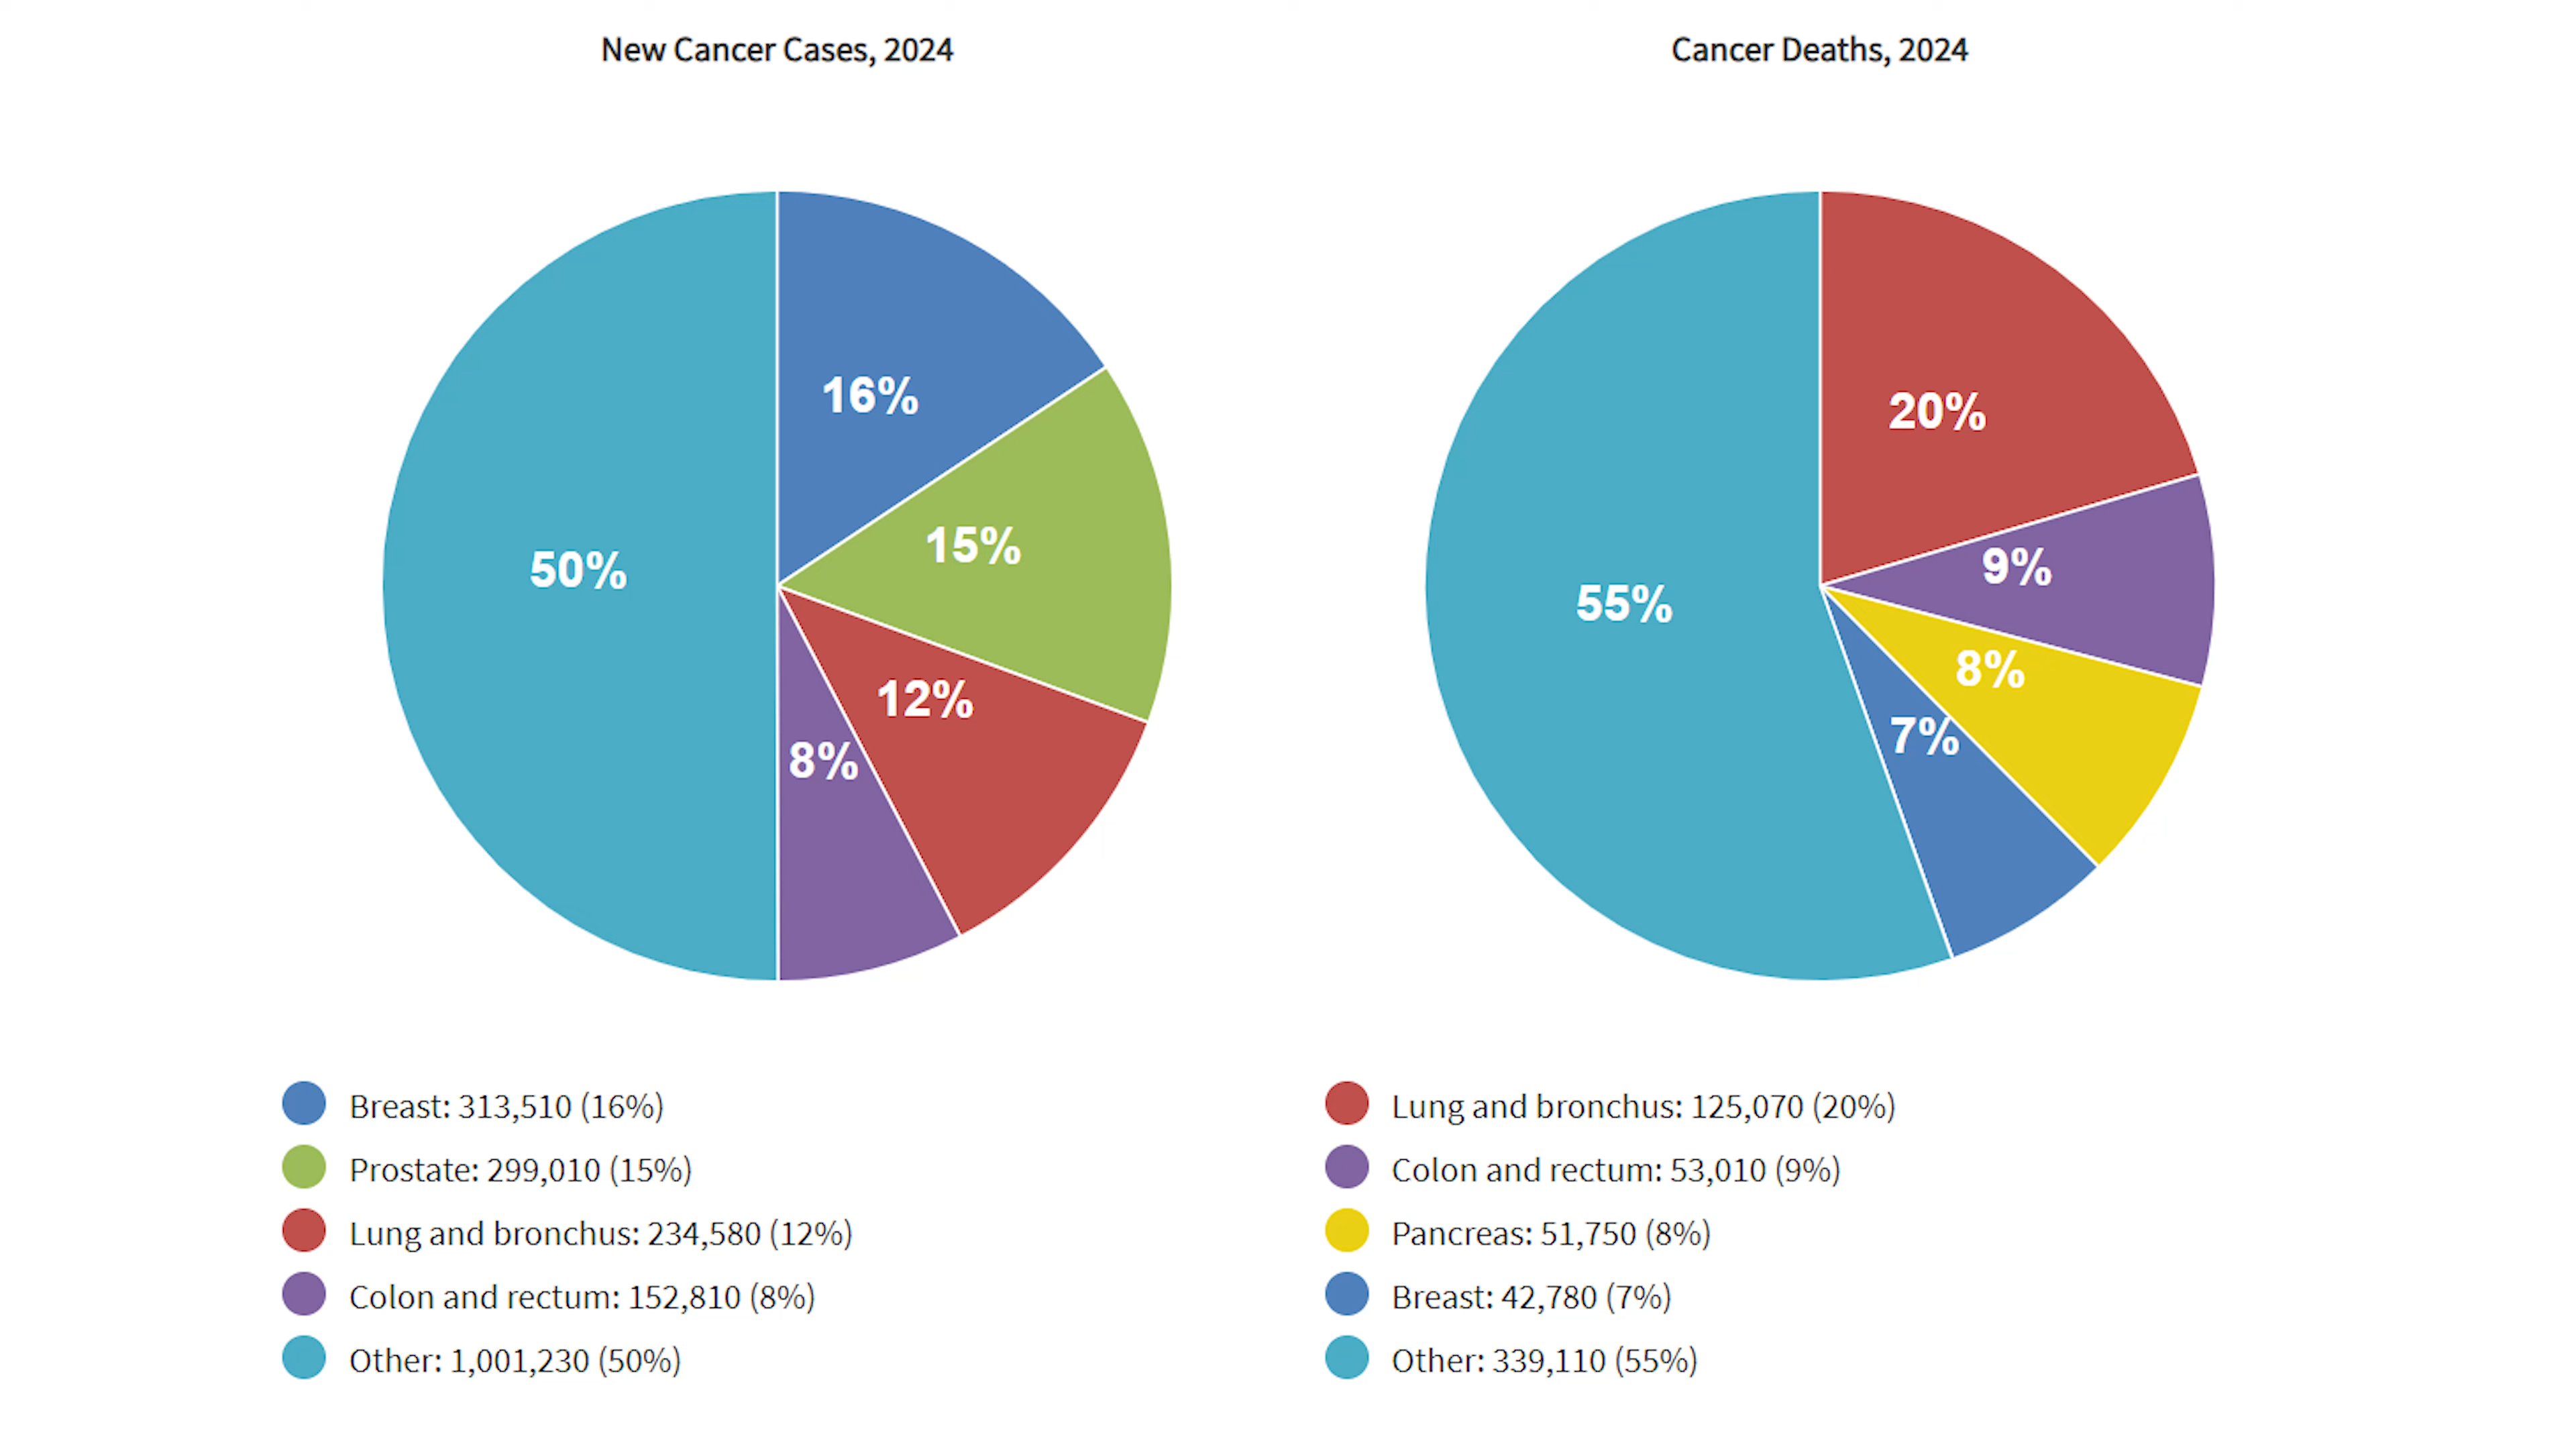 New Cancer Cases, 2024
16%
15%
12%
8%
50%
Breast: 313,510 (16%)
Prostate: 299,010 (15%)
Lung and bronchus: 234,580 (12%)
Colon and rectum: 152,810 (8%)
Other: 1,001,230 (50%)
Cancer Deaths, 2024
20%
9%
8%
7%
55%
Lung and bronchus: 125,070 (20%)
Colon and rectum: 53,010 (9%)
Pancreas: 51,750 (8%)
Breast: 42,780 (7%)
Other: 339,110 (55%)